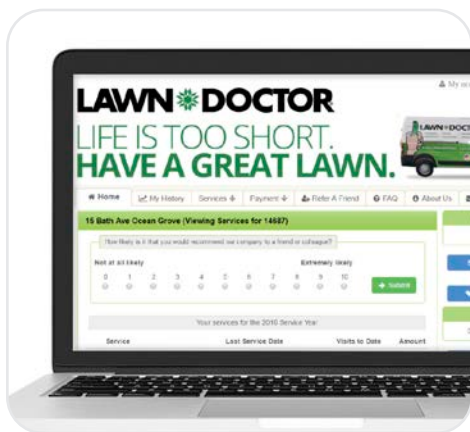 My
LAWN DOCTOR
LAWN DOCT
LIFE IS TOO SHORT.
HAVE A GREAT LAWN.
Home My History Services Payment Refer A Friend FAQ About Us
15 Bath Ave Ocean Grove (Viewing Services for 14687)
How likely is it that you would recommend our company to a friend or colleague?
Not at all likely Extremely likely
0 1 2 3 4 5 6 7 8 9 10
Submit
Your services for the 2016 Service Year
Service Last Service Date Visits to Date Amount